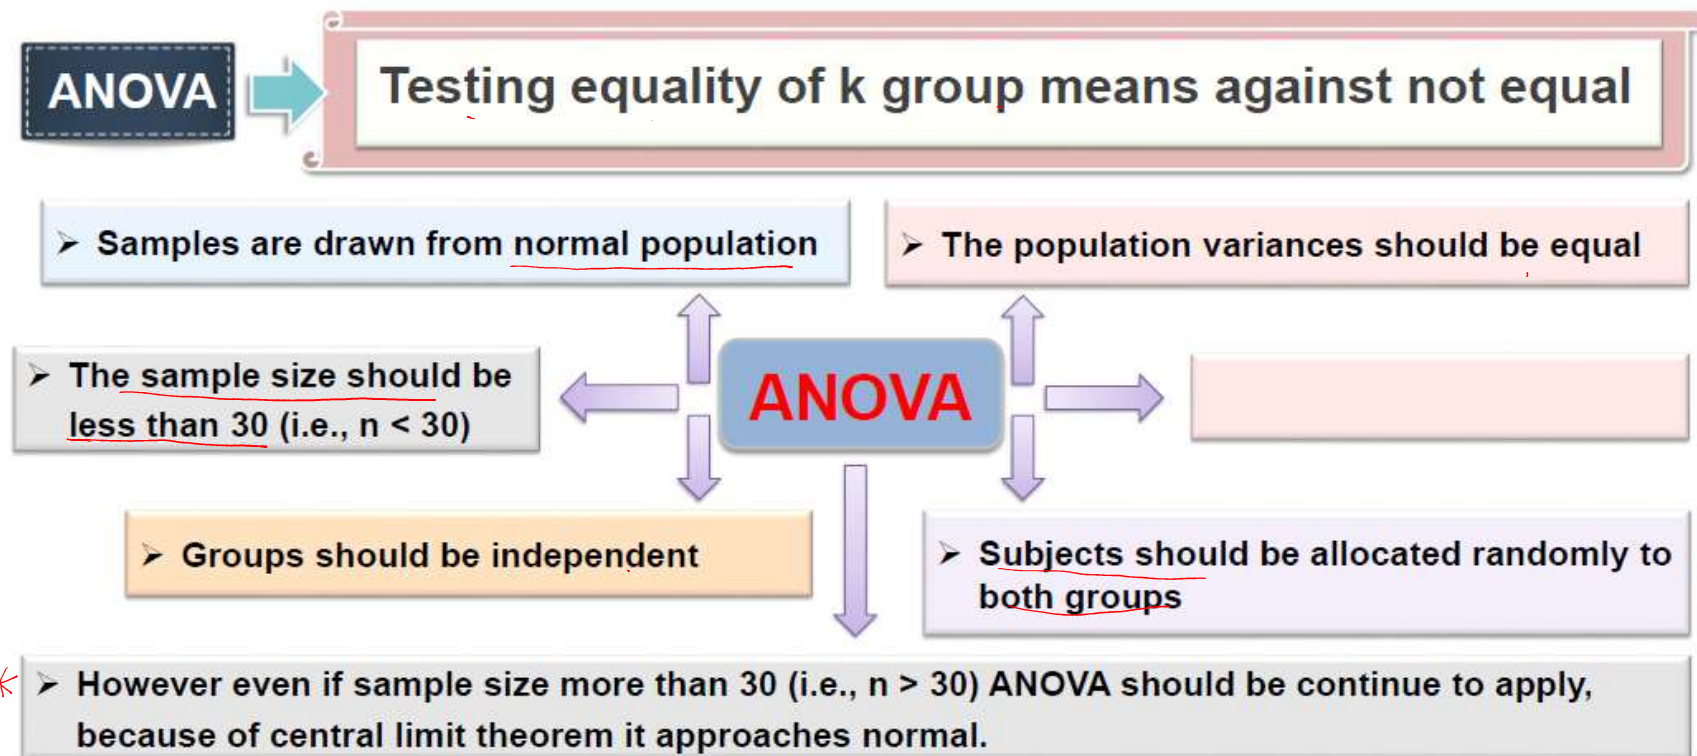 ANOVA
Testing equality of k group means against not equal
➢ Samples are drawn from normal population
➢ The population variances should be equal
➢ The sample size should be
less than 30 (i.e., n < 30)
ANOVA
➢ Groups should be independent
➢ Subjects should be allocated randomly to
both groups
➢ However even if sample size more than 30 (i.e., n > 30) ANOVA should be continue to apply,
because of central limit theorem it approaches normal.